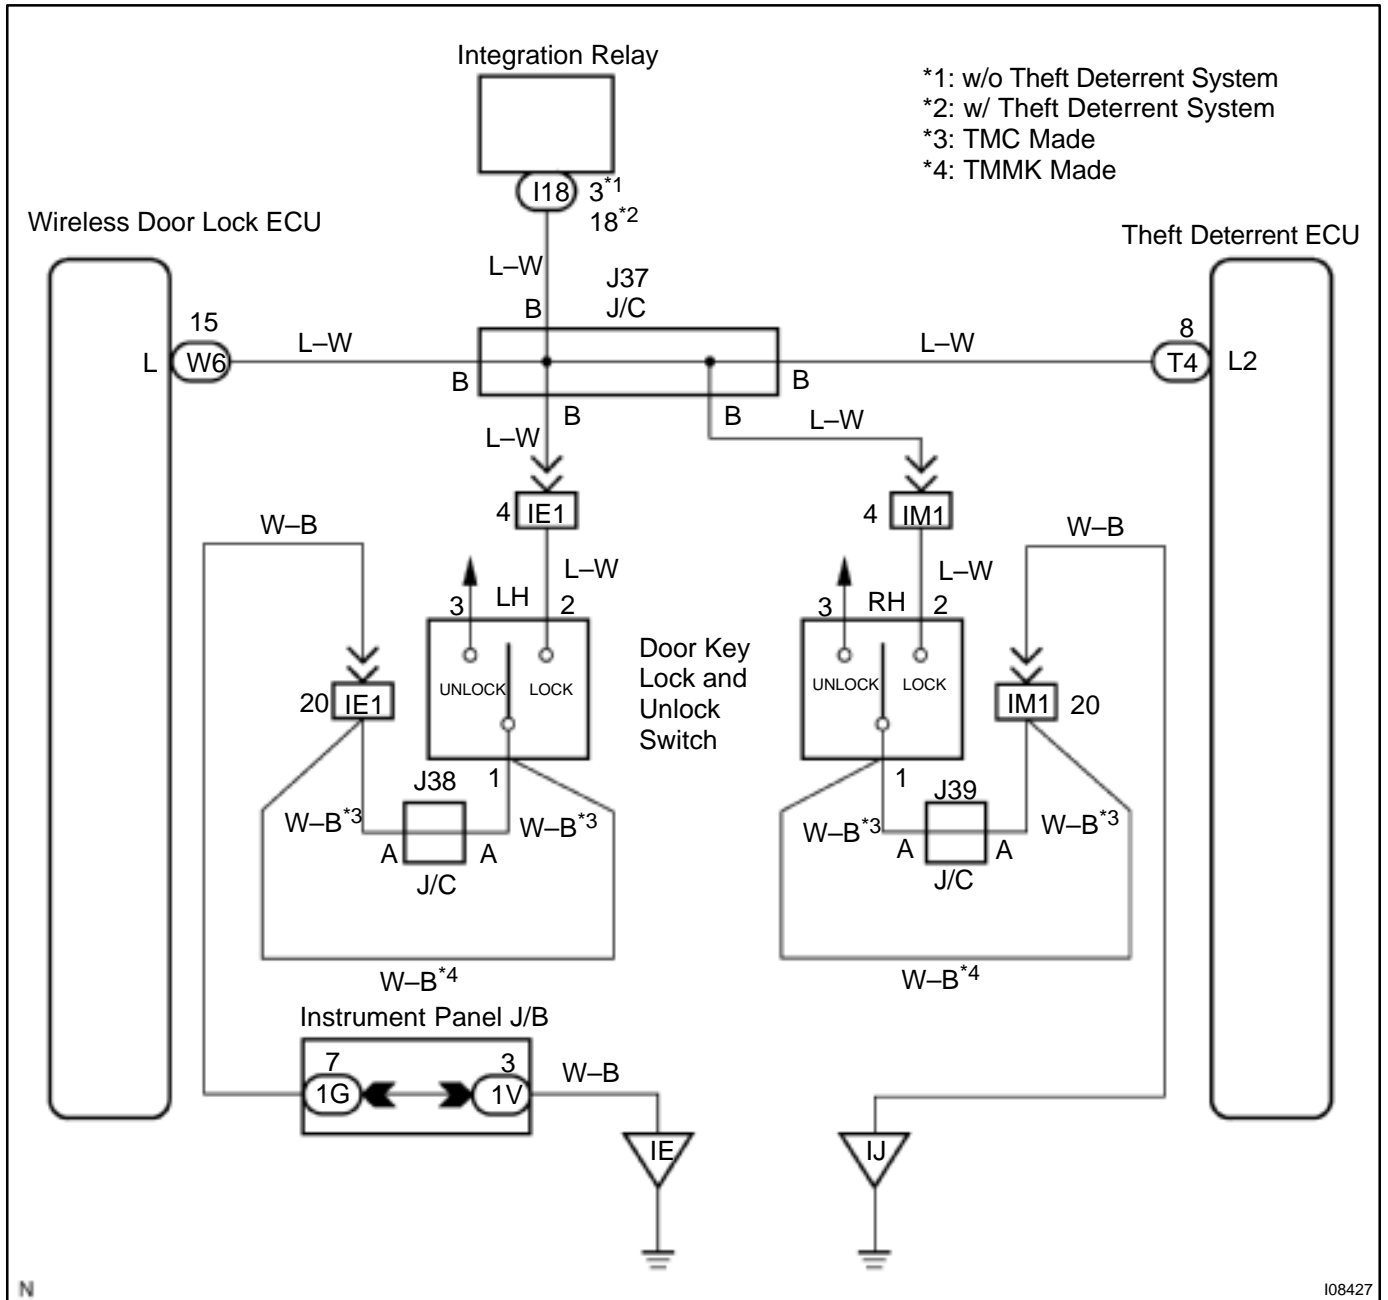 Integration Relay
*1: w/o Theft Deterrent System
*2: w/ Theft Deterrent System
*3: TMC Made
*4: TMMK Made
I18
3*1
18*2
Wireless Door Lock ECU
Theft Deterrent ECU
L–W
J37
J/C
B
15
L
W6
L–W
B
B
L–W
8
T4
L2
B
B
L–W
L–W
4
IE1
4
IM1
W–B
L–W
L–W
W–B
3
LH
2
3
RH
2
UNLOCK
LOCK
Door Key
Lock and
Unlock
Switch
UNLOCK
LOCK
20
IE1
IM1
20
1
J38
1
J39
W–B*3
W–B*3
W–B*3
W–B*3
A
A
J/C
A
A
J/C
W–B*4
W–B*4
Instrument Panel J/B
7
1G
3
1V
W–B
IE
IJ
N
I08427